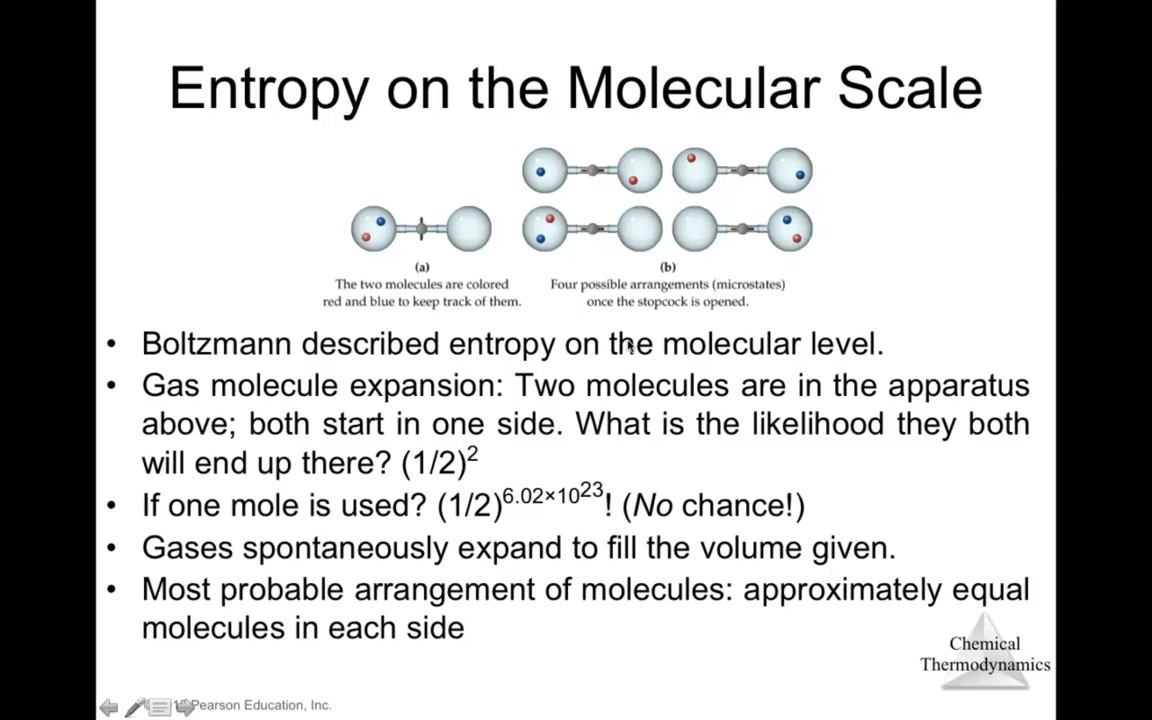 Entropy on the Molecular Scale
(a)
The two molecules are colored
red and blue to keep track of them.
(b)
Four possible arrangements (microstates)
once the stopcock is opened.
• Boltzmann described entropy on the molecular level.
• Gas molecule expansion: Two molecules are in the apparatus
above; both start in one side. What is the likelihood they both
will end up there? (1/2)²
• If one mole is used? (1/2)⁶·⁰²ˣ¹⁰²³! (No chance!)
• Gases spontaneously expand to fill the volume given.
• Most probable arrangement of molecules: approximately equal
molecules in each side
Chemical
Thermodynamics
Pearson Education, Inc.